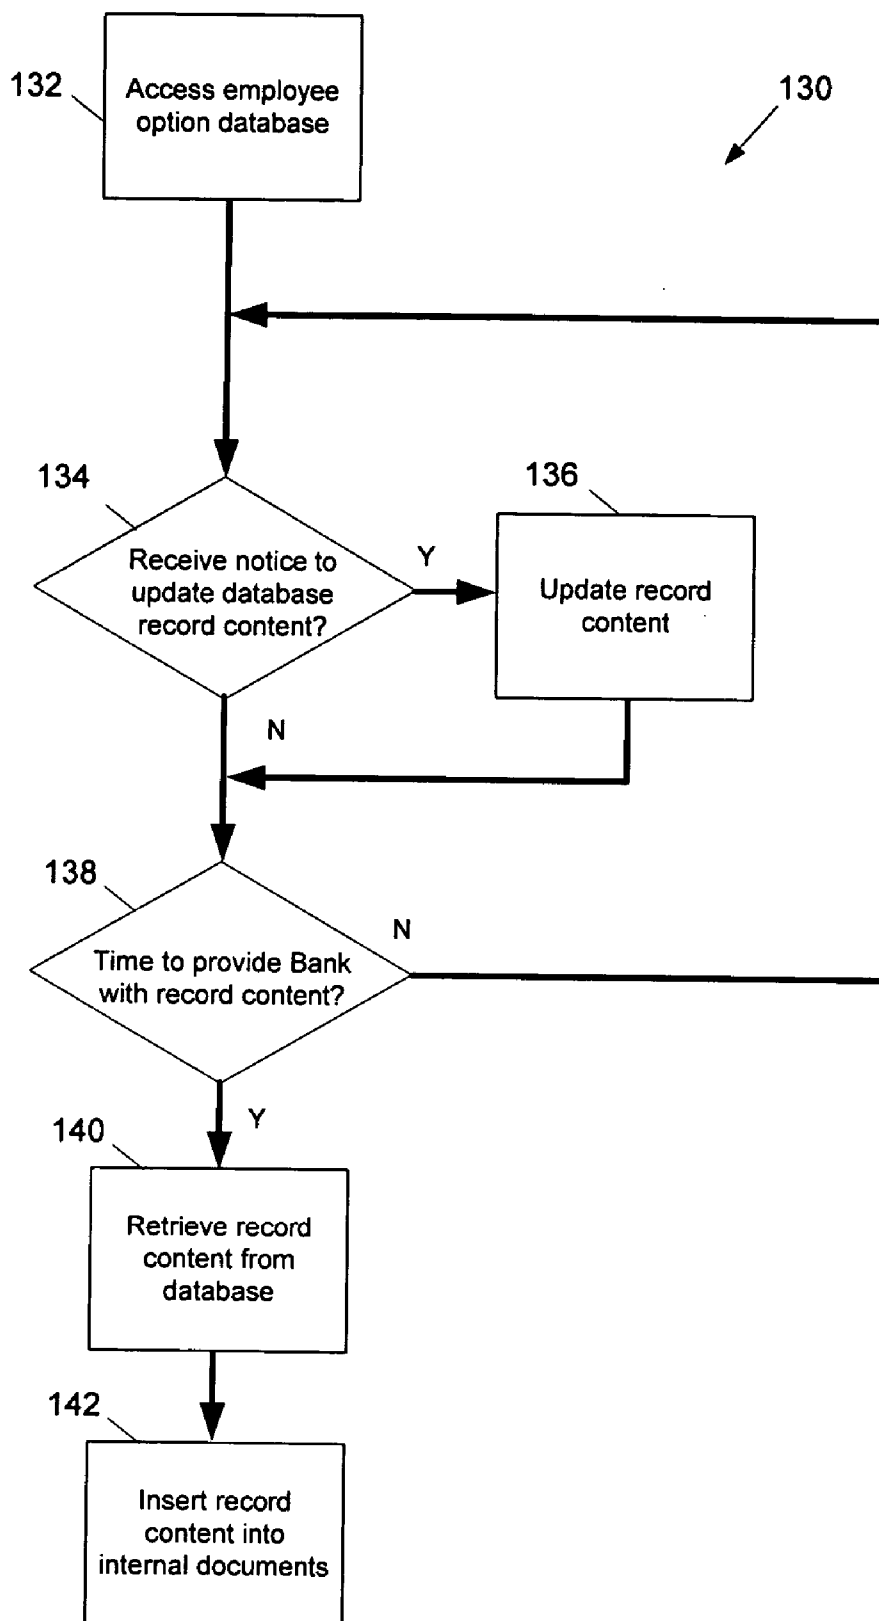 132
Access employee
option database
130
134
Receive notice to
update database
record content?
Y
136
Update record
content
N
138
Time to provide Bank
with record content?
N
Y
140
Retrieve record
content from
database
142
Insert record
content into
internal documents